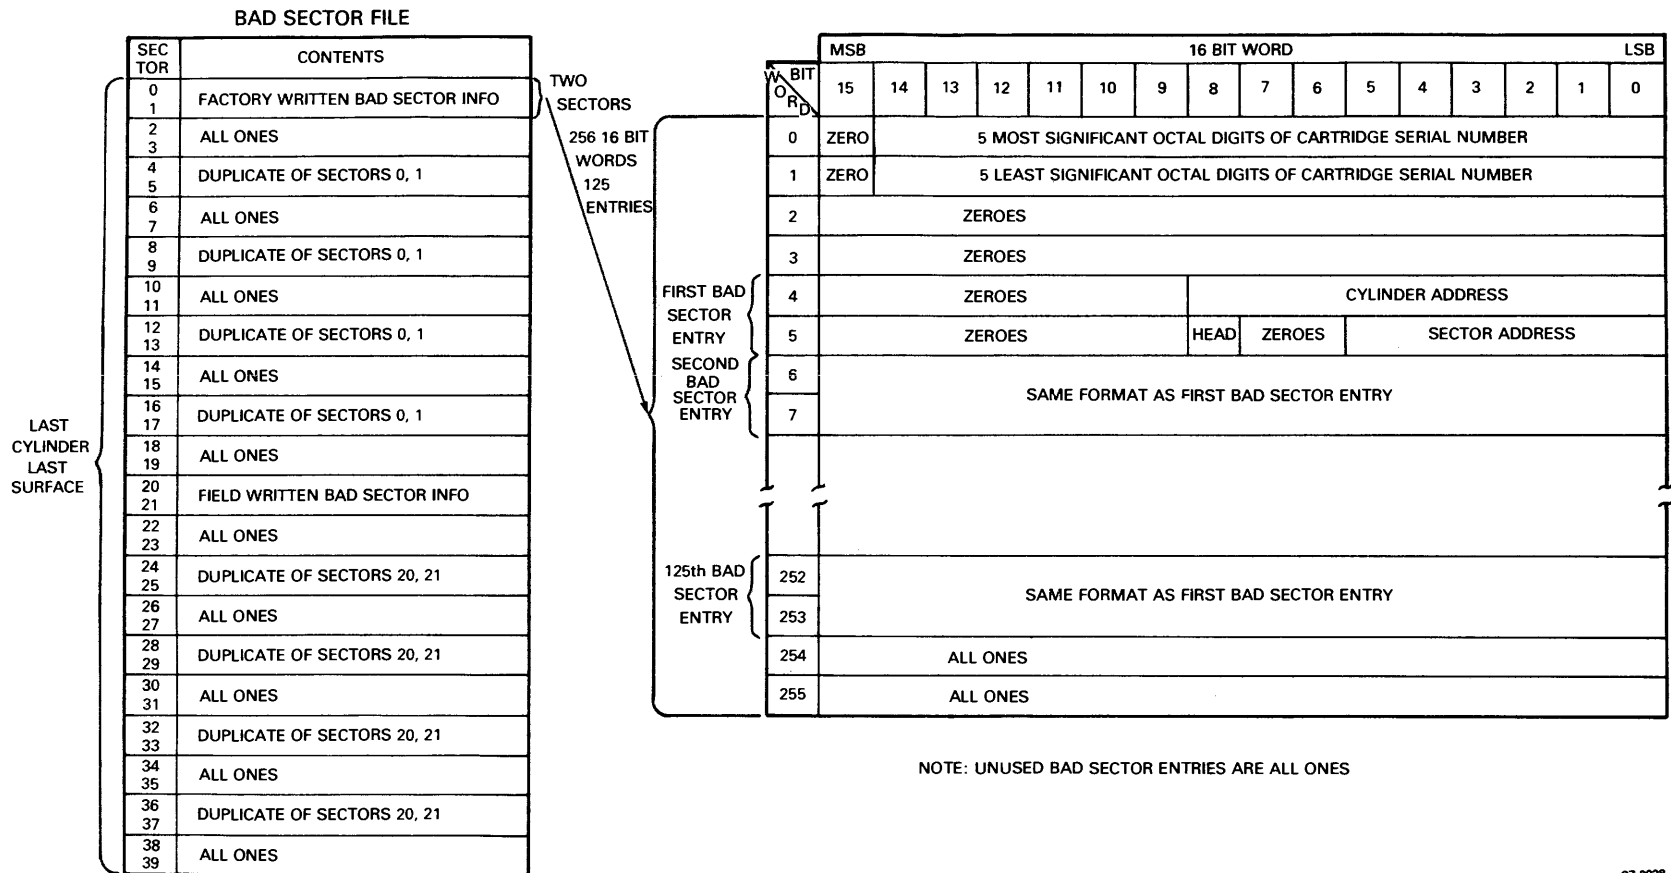 BAD SECTOR FILE
SEC
TOR
CONTENTS
0
1
FACTORY WRITTEN BAD SECTOR INFO
2
3
ALL ONES
4
5
DUPLICATE OF SECTORS 0, 1
6
7
ALL ONES
8
9
DUPLICATE OF SECTORS 0, 1
10
11
ALL ONES
12
13
DUPLICATE OF SECTORS 0, 1
14
15
ALL ONES
16
17
DUPLICATE OF SECTORS 0, 1
18
19
ALL ONES
20
21
FIELD WRITTEN BAD SECTOR INFO
22
23
ALL ONES
24
25
DUPLICATE OF SECTORS 20, 21
26
27
ALL ONES
28
29
DUPLICATE OF SECTORS 20, 21
30
31
ALL ONES
32
33
DUPLICATE OF SECTORS 20, 21
34
35
ALL ONES
36
37
DUPLICATE OF SECTORS 20, 21
38
39
ALL ONES
LAST
CYLINDER
LAST
SURFACE
TWO
SECTORS
256 16 BIT
WORDS
125
ENTRIES
MSB 16 BIT WORD LSB
WORD BIT 15 14 13 12 11 10 9 8 7 6 5 4 3 2 1 0
0 ZERO 5 MOST SIGNIFICANT OCTAL DIGITS OF CARTRIDGE SERIAL NUMBER
1 ZERO 5 LEAST SIGNIFICANT OCTAL DIGITS OF CARTRIDGE SERIAL NUMBER
2 ZEROES
3 ZEROES
FIRST BAD
SECTOR
ENTRY
4 ZEROES CYLINDER ADDRESS
5 ZEROES HEAD ZEROES SECTOR ADDRESS
SECOND
BAD
SECTOR
ENTRY
6
7
SAME FORMAT AS FIRST BAD SECTOR ENTRY
125th BAD
SECTOR
ENTRY
252
253
SAME FORMAT AS FIRST BAD SECTOR ENTRY
254 ALL ONES
255 ALL ONES
NOTE: UNUSED BAD SECTOR ENTRIES ARE ALL ONES